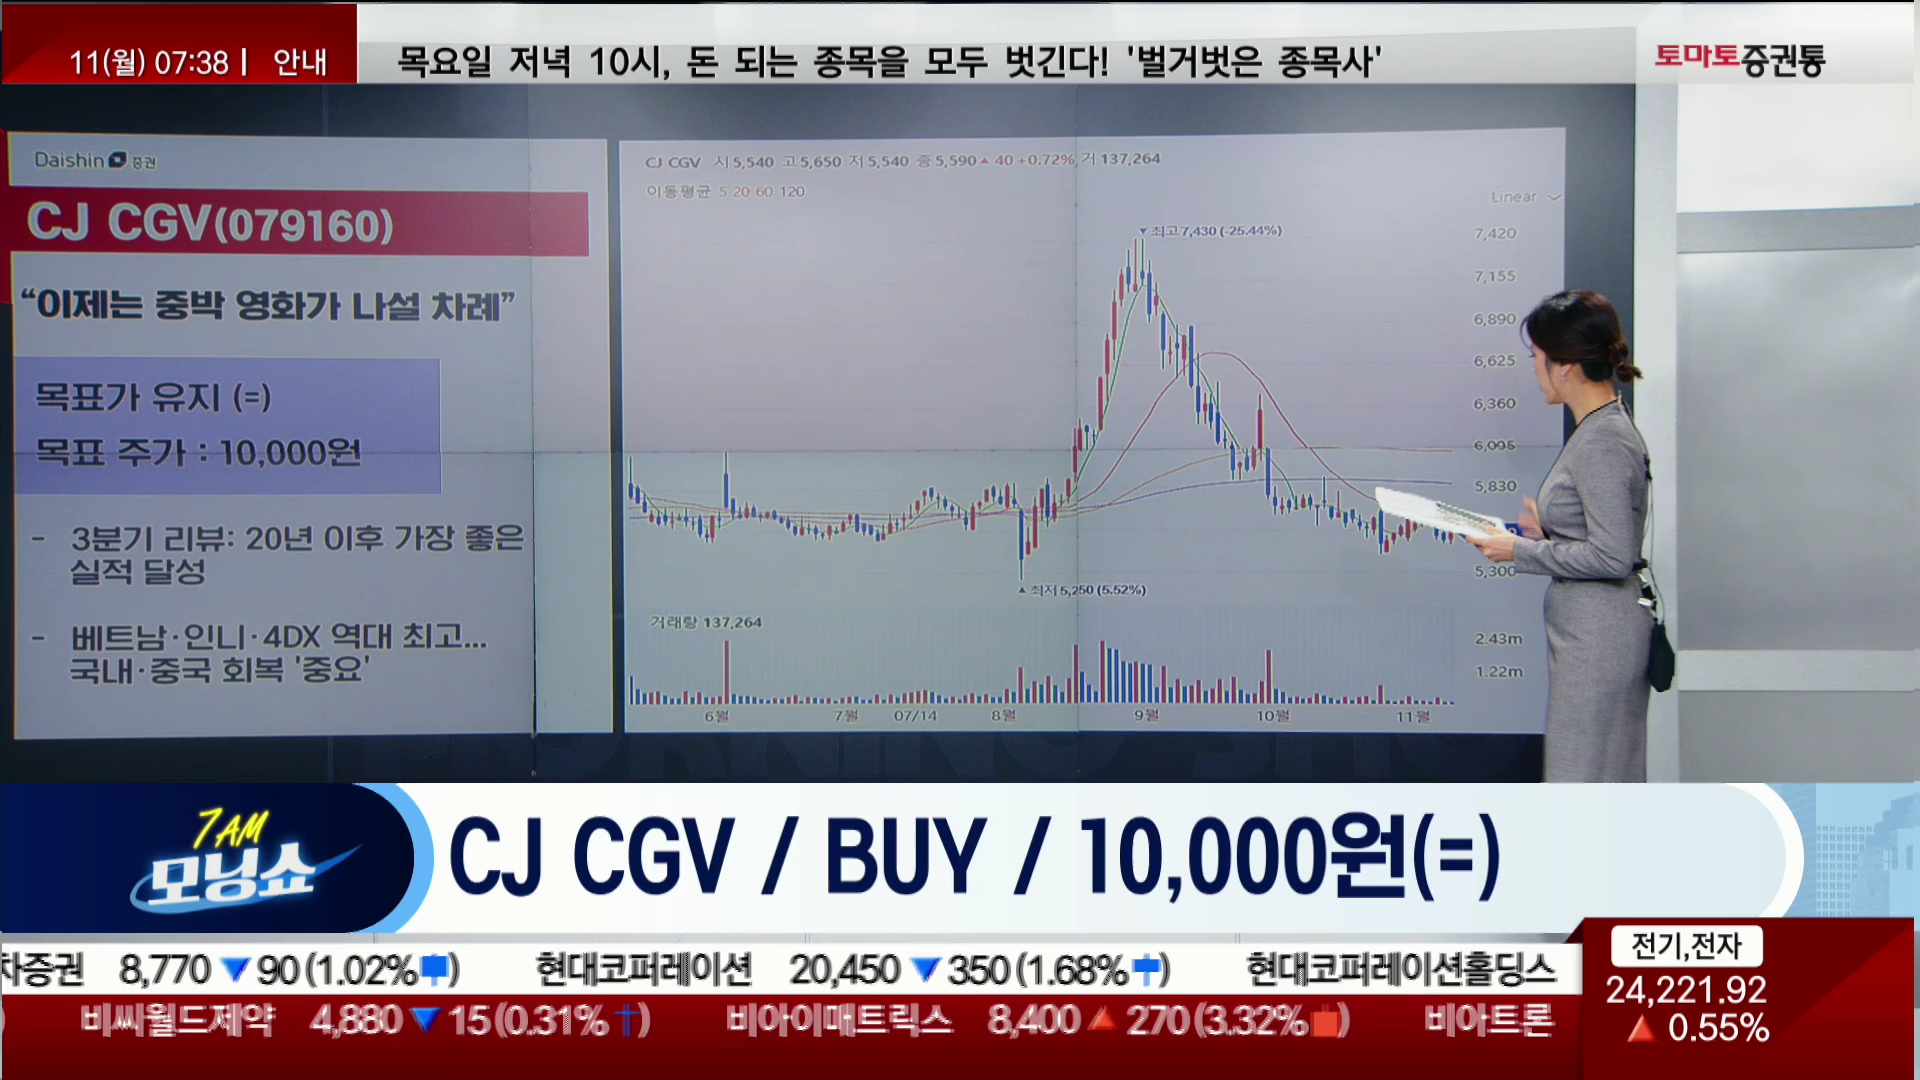 11(월) 07:38 | 안내
목요일 저녁 10시, 돈 되는 종목을 모두 벗긴다! '벌거벗은 종목사'
토마토증권통
Daishin 증권
CJ CGV(079160)
“이제는 중박 영화가 나설 차례”
목표가 유지 (=)
목표 주가 : 10,000원
- 3분기 리뷰: 20년 이후 가장 좋은
실적 달성
- 베트남·인니·4DX 역대 최고...
국내·중국 회복 '중요'
CJ CGV 시5,540 고5,650 저5,540 종5,590▲ 40 +0.72% 거137,264
이동평균 5 20 60 120
Linear
▼최고7,430 (-25.44%)
7,420
7,155
6,890
6,625
6,360
6,095
5,830
5,300
▲최저5,250 (5.52%)
거래량 137,264
2.43m
1.22m
6월 7월 07/14 8월 9월 10월 11월
7AM
모닝쇼
CJ CGV / BUY / 10,000원(=)
차증권 8,770 ▼ 90 (1.02% ) 현대코퍼레이션 20,450 ▼ 350 (1.68% ) 현대코퍼레이션홀딩스
) 비씨월드제약 4,880 ▼ 15 (0.31% ) 비아이매트릭스 8,400 ▲ 270 (3.32% ) 비아트론
전기,전자
24,221.92
▲ 0.55%